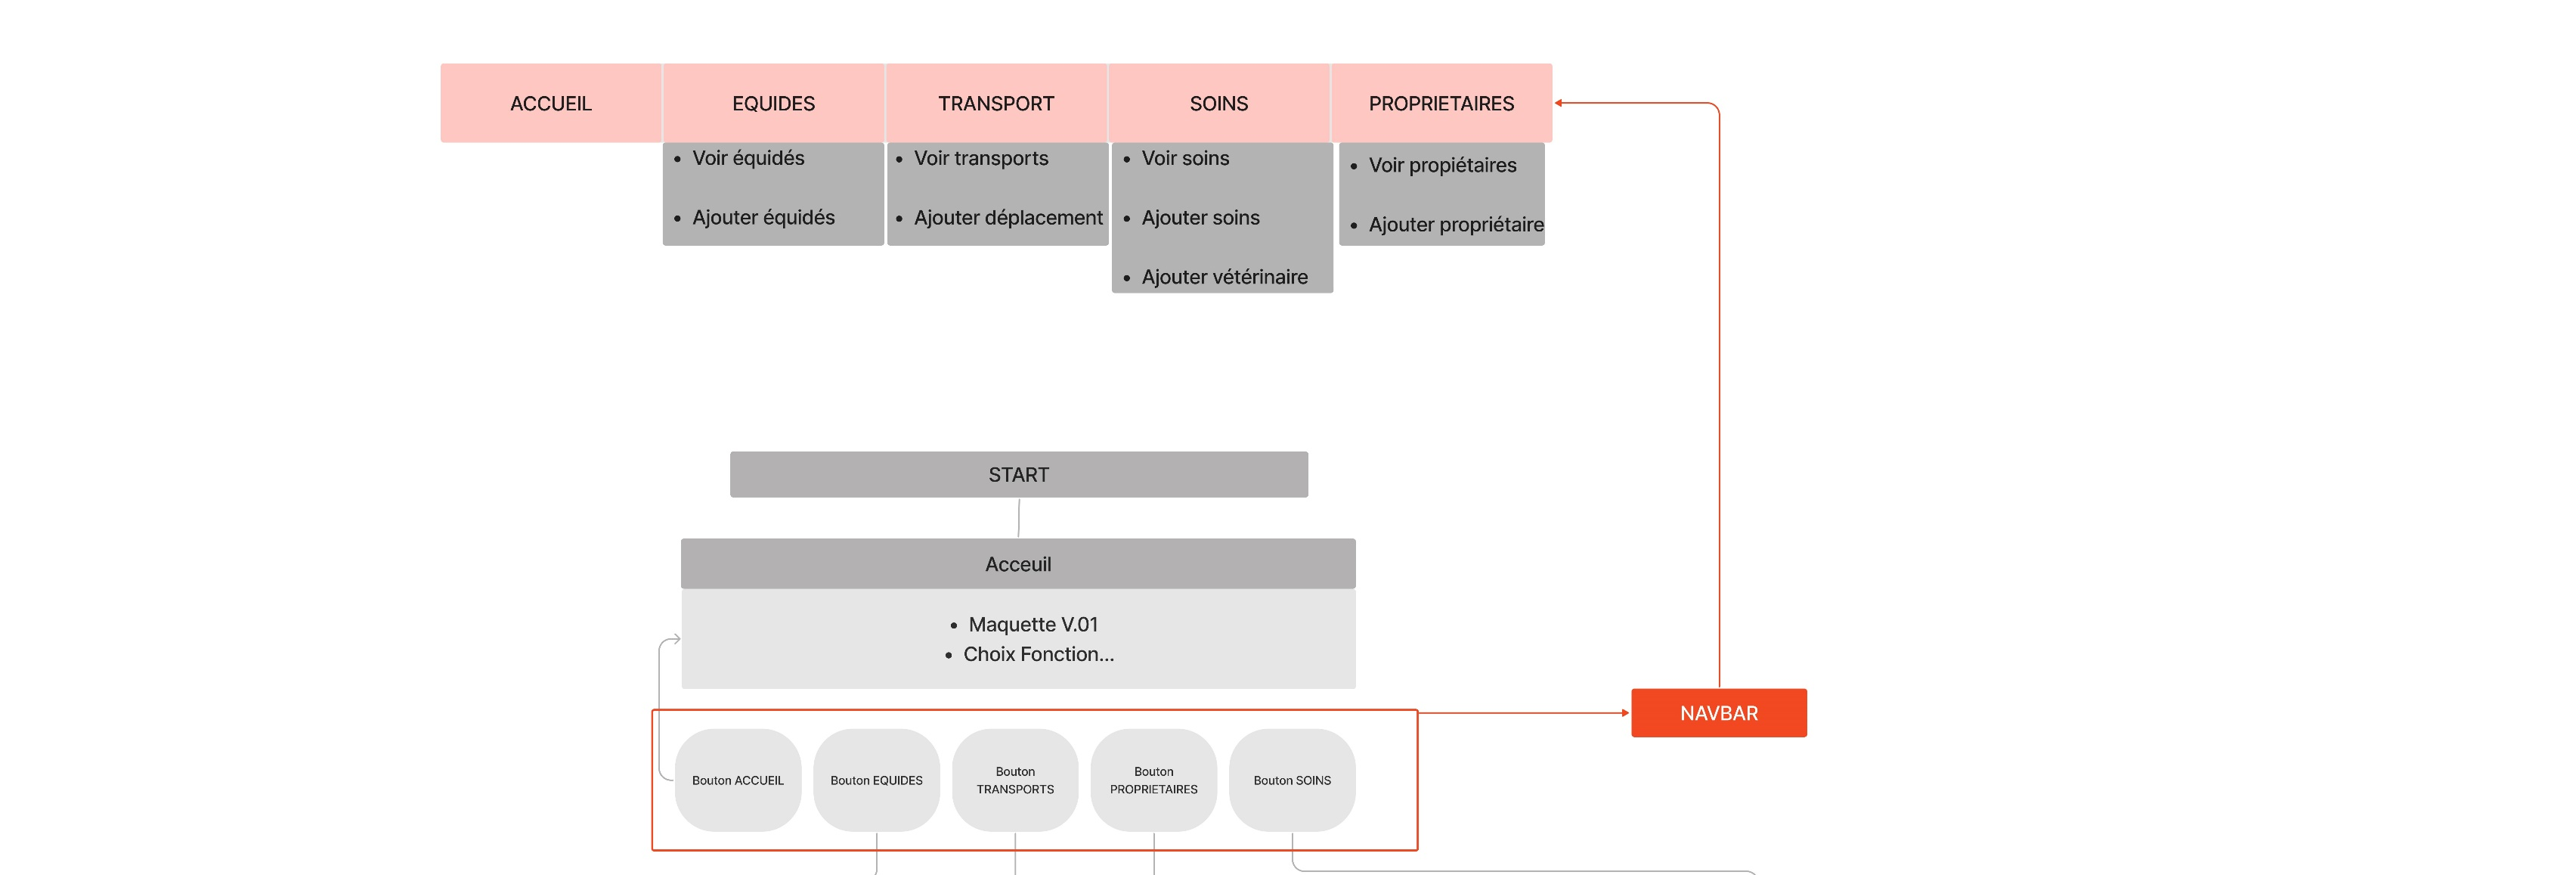 ACCUEIL
EQUIDES
TRANSPORT
SOINS
PROPRIETAIRES
• Voir équidés
• Ajouter équidés
• Voir transports
• Ajouter déplacement
• Voir soins
• Ajouter soins
• Ajouter vétérinaire
• Voir propiétaires
• Ajouter propriétaire
START
Acceuil
• Maquette V.01
• Choix Fonction...
NAVBAR
Bouton ACCUEIL
Bouton EQUIDES
Bouton
TRANSPORTS
Bouton
PROPRIETAIRES
Bouton SOINS